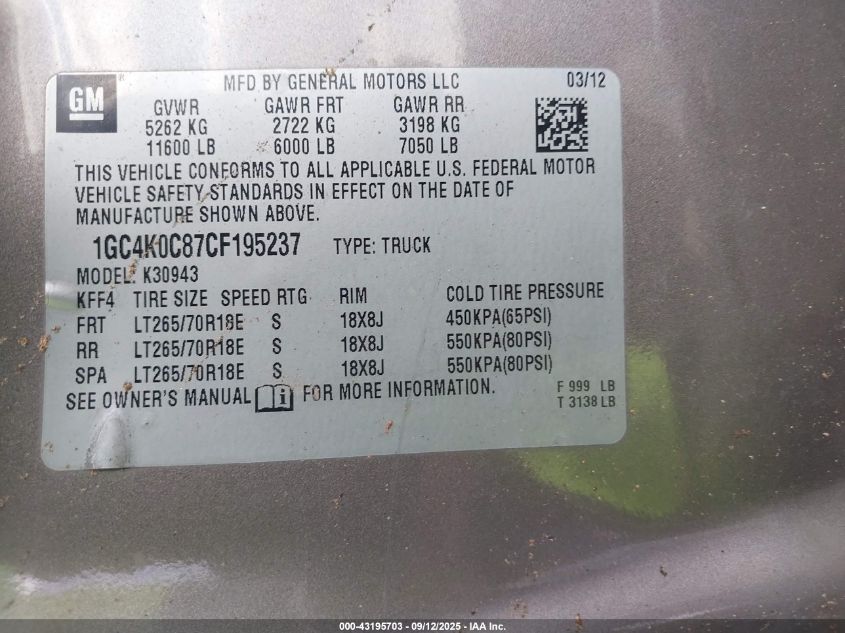 GM
MFD BY GENERAL MOTORS LLC 03/12
GVWR GAWR FRT GAWR RR
5262 KG 2722 KG 3198 KG
11600 LB 6000 LB 7050 LB
THIS VEHICLE CONFORMS TO ALL APPLICABLE U.S. FEDERAL MOTOR
VEHICLE SAFETY STANDARDS IN EFFECT ON THE DATE OF
MANUFACTURE SHOWN ABOVE.
1GC4K0C87CF195237 TYPE: TRUCK
MODEL: K30943
KFF4 TIRE SIZE SPEED RTG RIM COLD TIRE PRESSURE
FRT LT265/70R18E S 18X8J 450KPA(65PSI)
RR LT265/70R18E S 18X8J 550KPA(80PSI)
SPA LT265/70R18E S 18X8J 550KPA(80PSI)
SEE OWNER'S MANUAL i FOR MORE INFORMATION.
F 999 LB
T 3138 LB
000-43195703 - 09/12/2025 - IAA Inc.